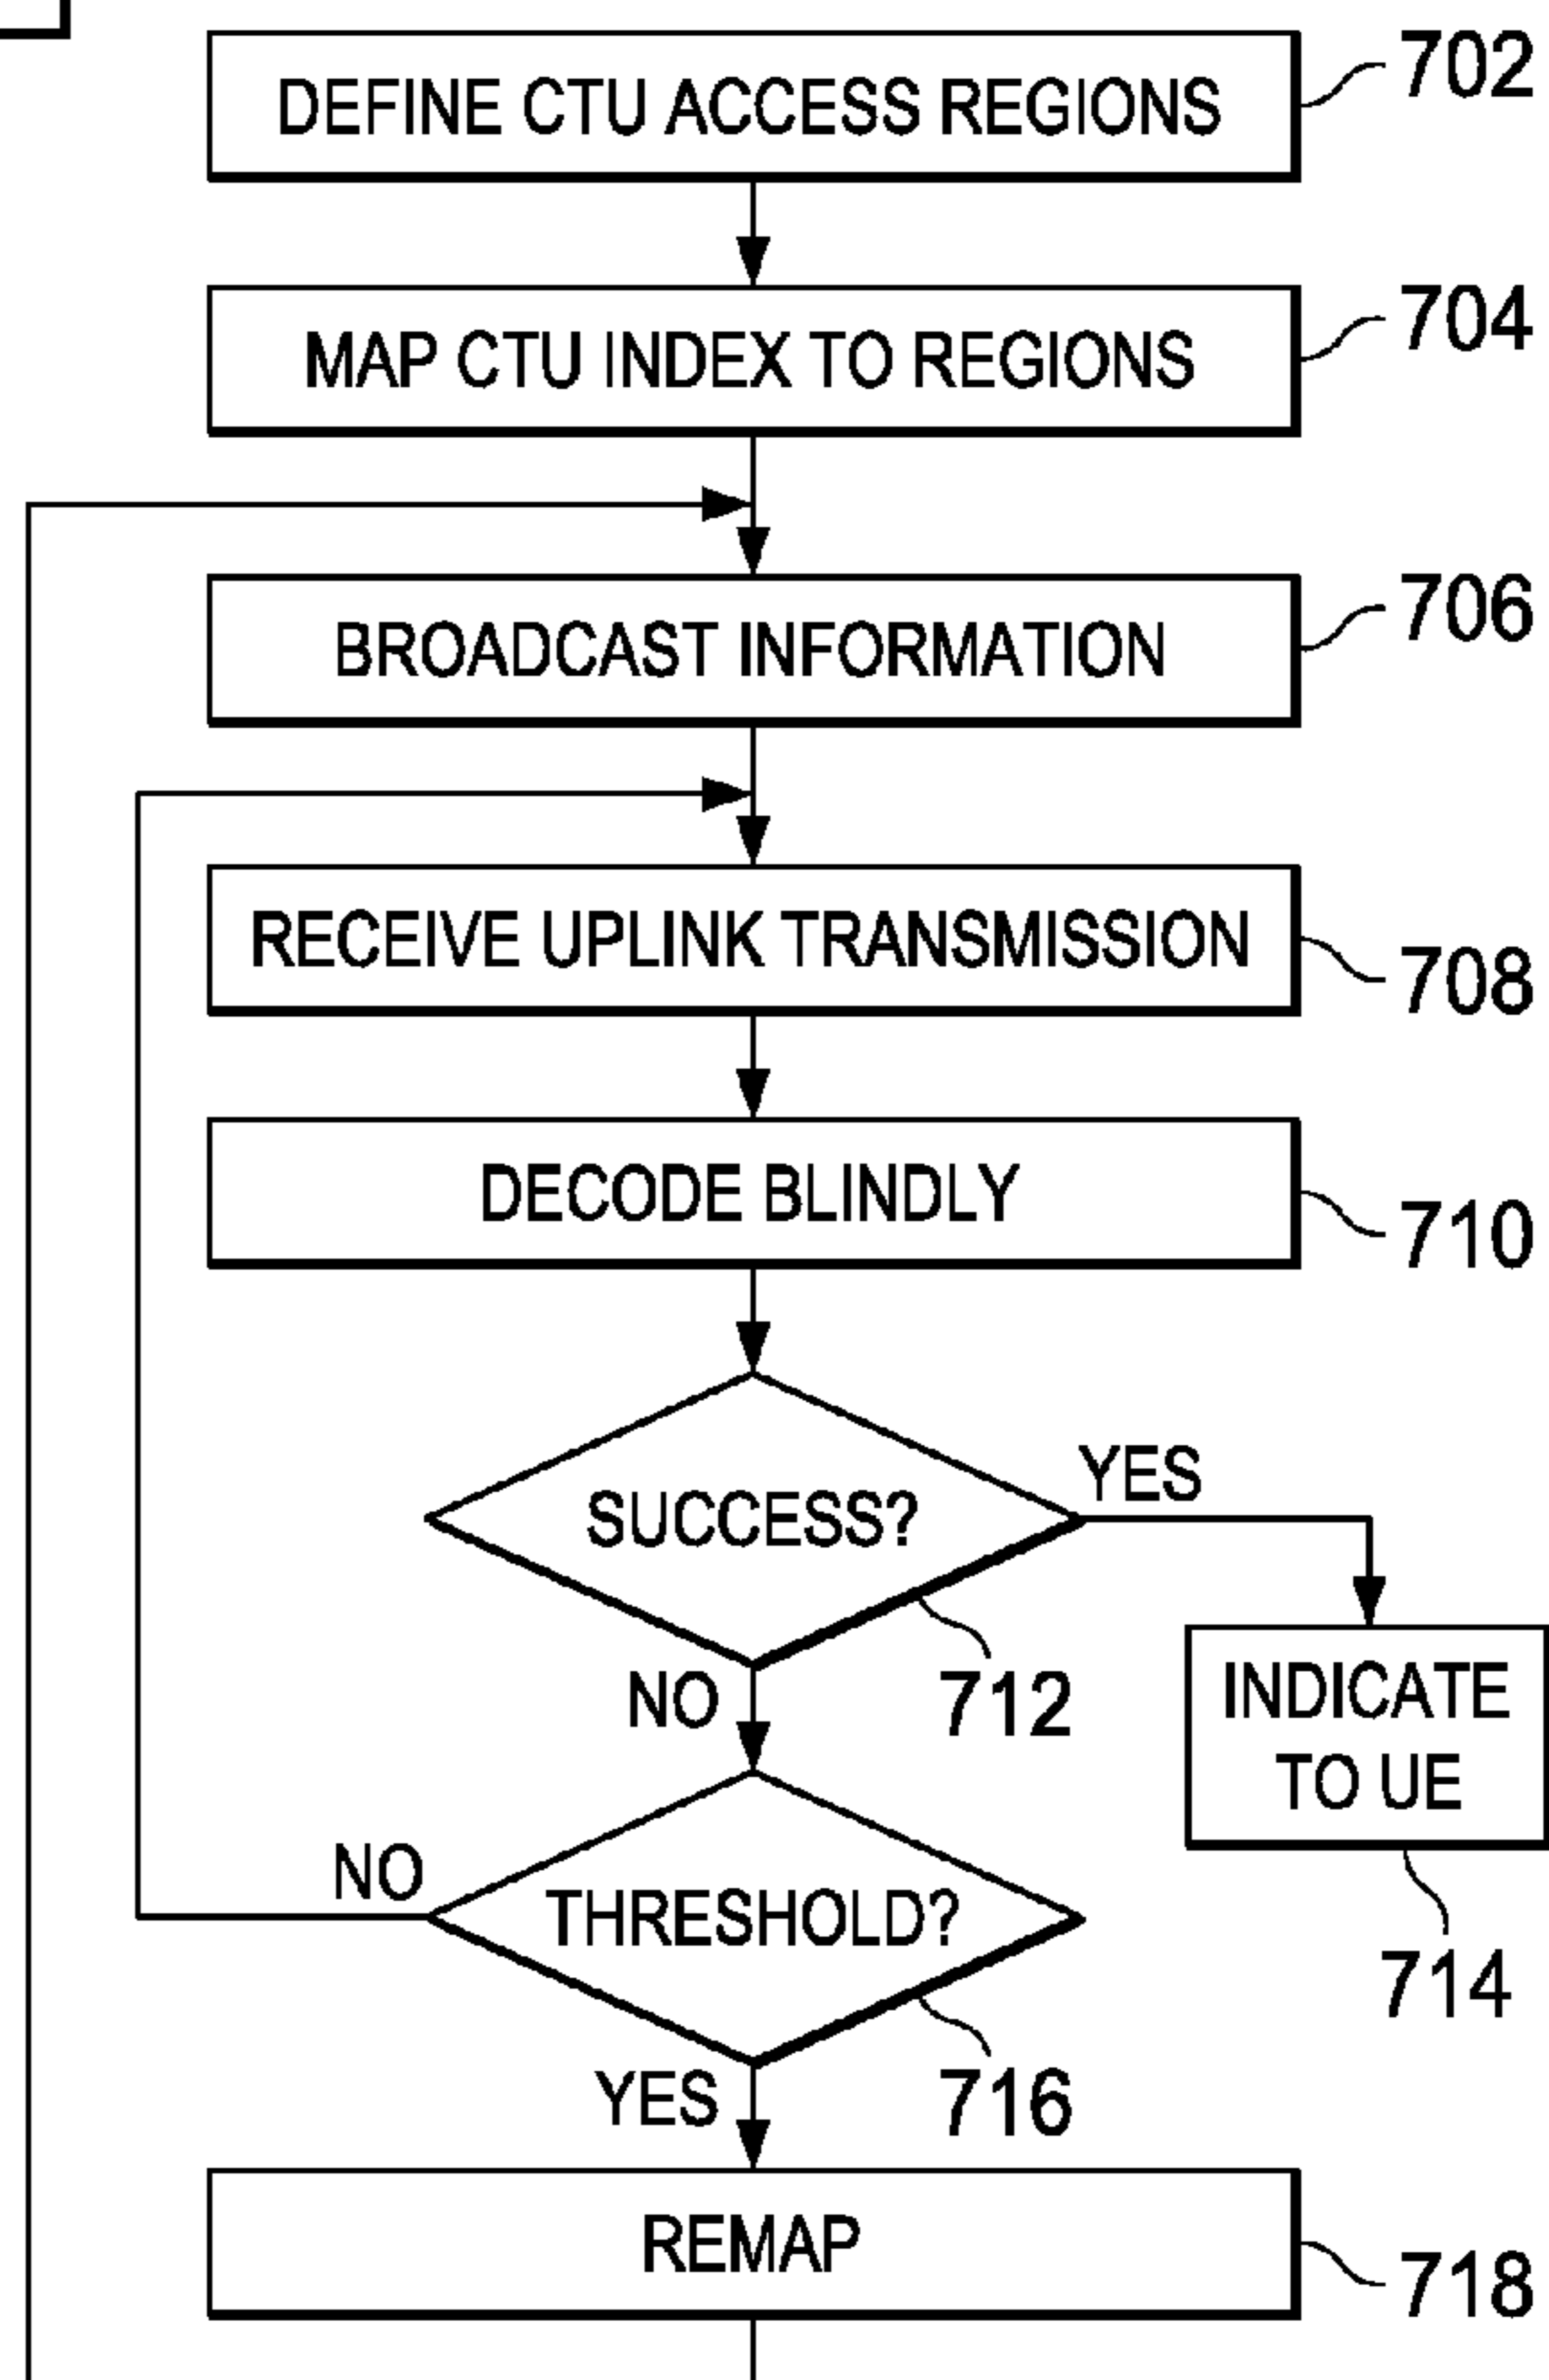 DEFINE CTU ACCESS REGIONS
702
MAP CTU INDEX TO REGIONS
704
BROADCAST INFORMATION
706
RECEIVE UPLINK TRANSMISSION
708
DECODE BLINDLY
710
SUCCESS?
YES
NO
712
INDICATE
TO UE
714
THRESHOLD?
NO
YES
716
REMAP
718